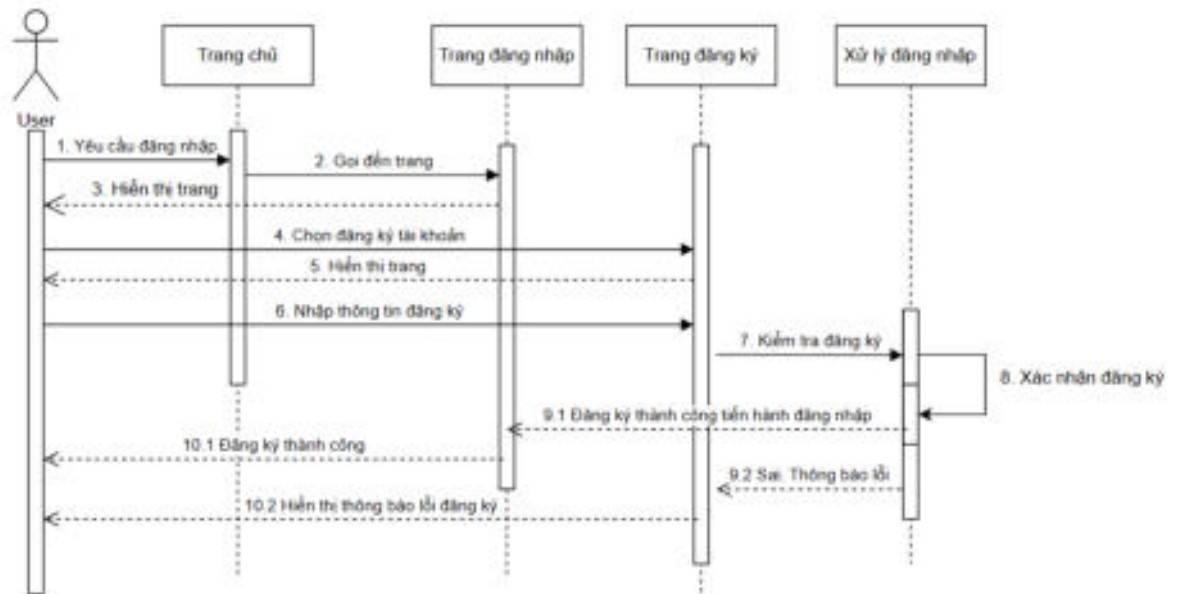 Trang chủ
Trang đăng nhập
Trang đăng ký
Xử lý đăng nhập
User
1. Yêu cầu đăng nhập
2. Gọi đến trang
3. Hiển thị trang
4. Chọn đăng ký tài khoản
5. Hiển thị trang
6. Nhập thông tin đăng ký
7. Kiểm tra đăng ký
8. Xác nhận đăng ký
9.1 Đăng ký thành công tiến hành đăng nhập
10.1 Đăng ký thành công
9.2 Sai. Thông báo lỗi
10.2 Hiển thị thông báo lỗi đăng ký